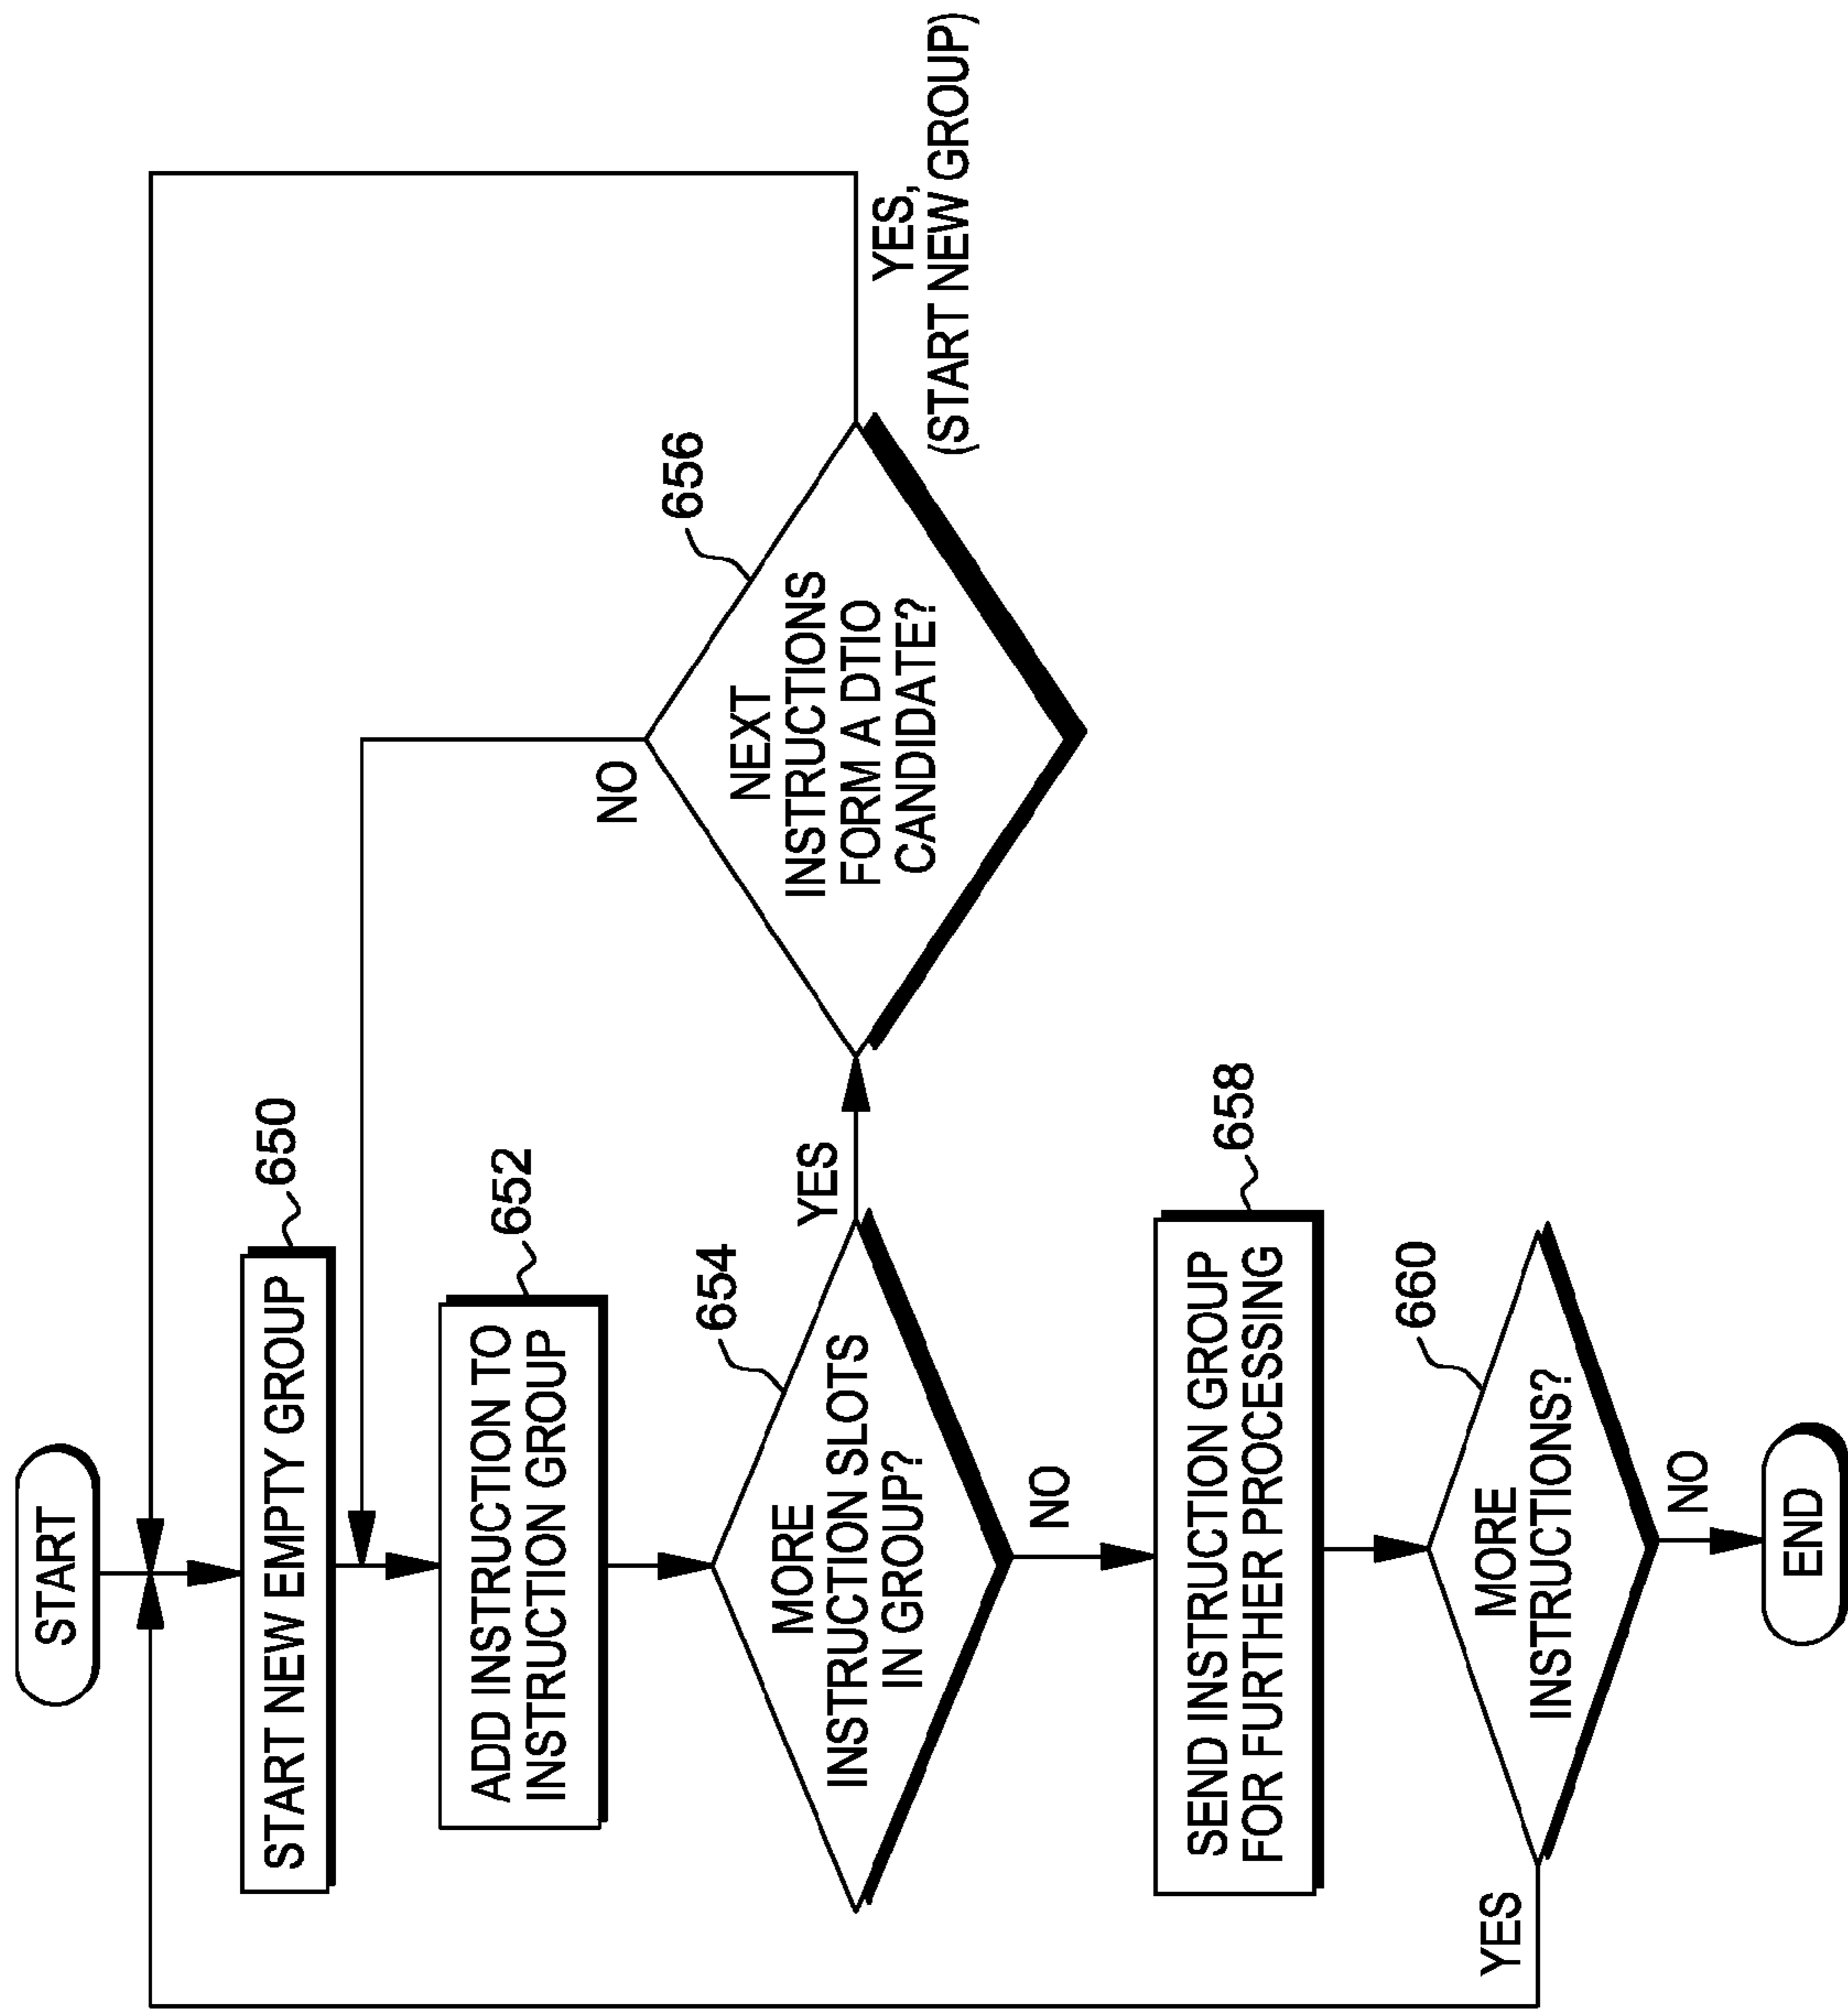 START
START NEW EMPTY GROUP
650
ADD INSTRUCTION TO
INSTRUCTION GROUP
652
MORE
INSTRUCTION SLOTS
IN GROUP?
654
YES
NO
NEXT
INSTRUCTIONS
FORM A DTIO
CANDIDATE?
656
NO
YES,
(START NEW GROUP)
SEND INSTRUCTION GROUP
FOR FURTHER PROCESSING
658
MORE
INSTRUCTIONS?
660
YES
NO
END